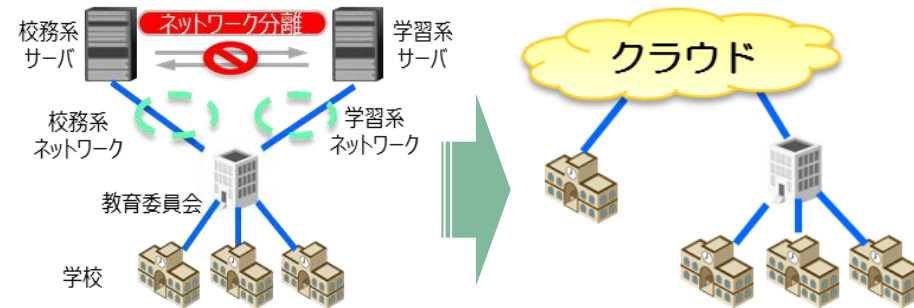 校務系
サーバ
ネットワーク分離
学習系
サーバ
校務系
ネットワーク
学習系
ネットワーク
教育委員会
学校
クラウド